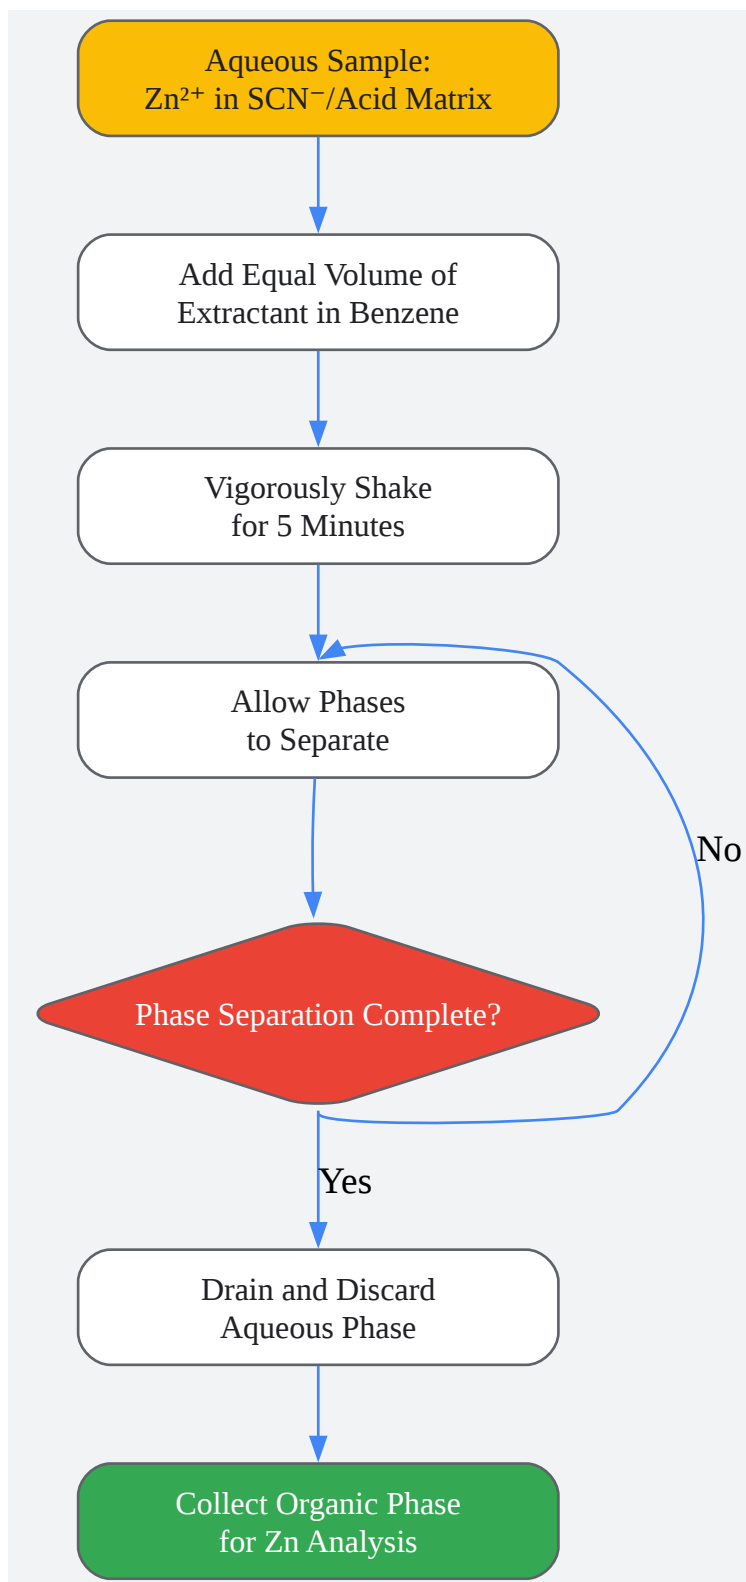 Aqueous Sample:
Zn²⁺ in SCN⁻/Acid Matrix
Add Equal Volume of
Extractant in Benzene
Vigorously Shake
for 5 Minutes
Allow Phases
to Separate
No
Phase Separation Complete?
Yes
Drain and Discard
Aqueous Phase
Collect Organic Phase
for Zn Analysis